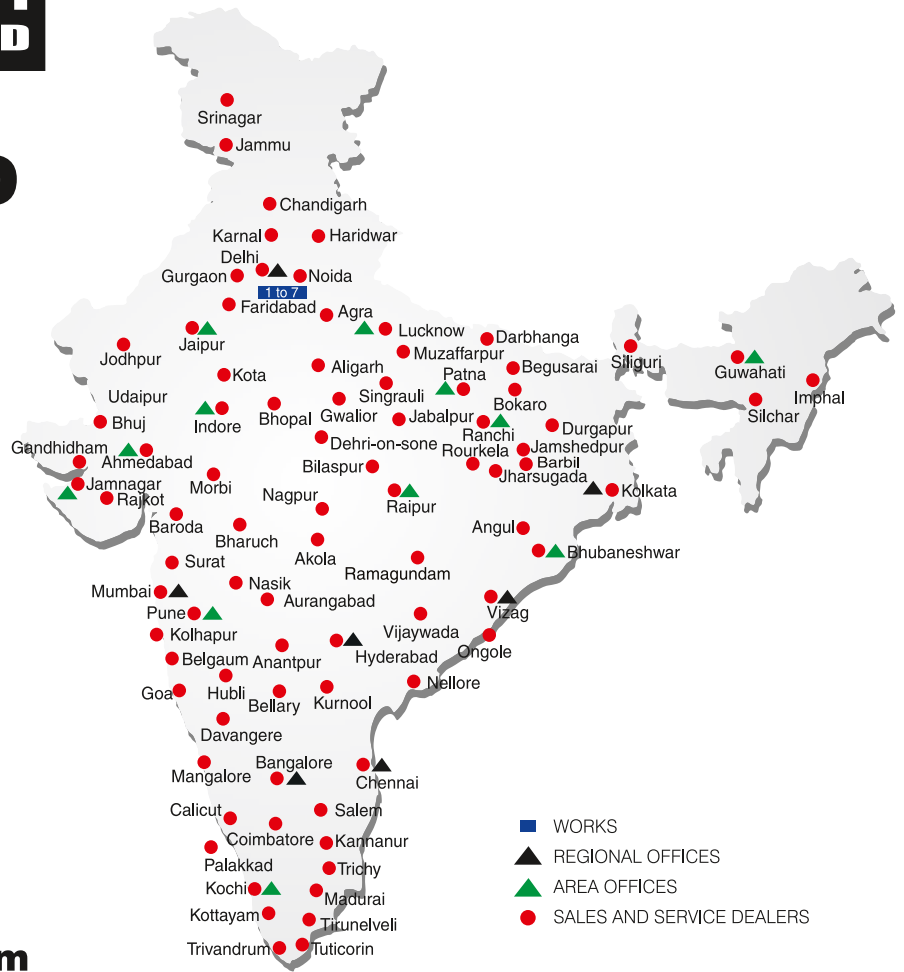 D
Srinagar
Jammu
Chandigarh
Karnal
Haridwar
Delhi
Gurgaon
Noida
1 to 7
Faridabad
Agra
Jaipur
Lucknow
Darbhanga
Jodhpur
Muzaffarpur
Siliguri
Aligarh
Begusarai
Guwahati
Kota
Patna
Singrauli
Udaipur
Bokaro
Imphal
Gwalior
Silchar
Bhuj
Indore
Bhopal
Jabalpur
Ranchi
Durgapur
Gandhidham
Dehri-on-sone
Ahmedabad
Rourkela
Jamshedpur
Bilaspur
Barbil
Jharsugada
Jamnagar
Morbi
Kolkata
Rajkot
Nagpur
Raipur
Baroda
Bharuch
Angul
Akola
Bhubaneshwar
Surat
Ramagundam
Nasik
Mumbai
Aurangabad
Pune
Vizag
Kolhapur
Vijaywada
Ongole
Belgaum
Anantpur
Hyderabad
Goa
Hubli
Nellore
Bellary
Kurnool
Davangere
Bangalore
Mangalore
Chennai
Calicut
Salem
Coimbatore
Kannanur
Palakkad
Trichy
Kochi
Madurai
Kottayam
Tirunelveli
Trivandrum
Tuticorin
WORKS
REGIONAL OFFICES
AREA OFFICES
SALES AND SERVICE DEALERS
m